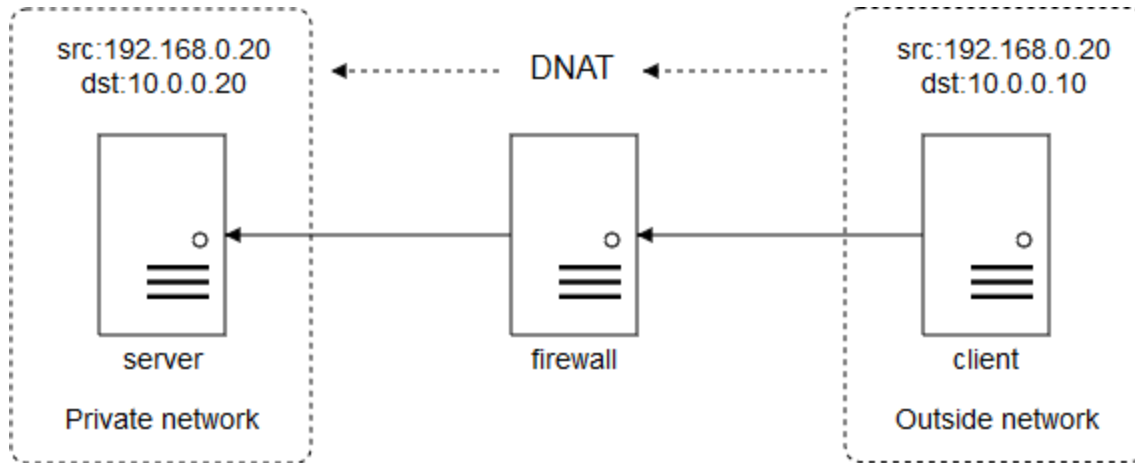 src:192.168.0.20
dst:10.0.0.20
DNAT
src:192.168.0.20
dst:10.0.0.10
server
firewall
client
Private network
Outside network